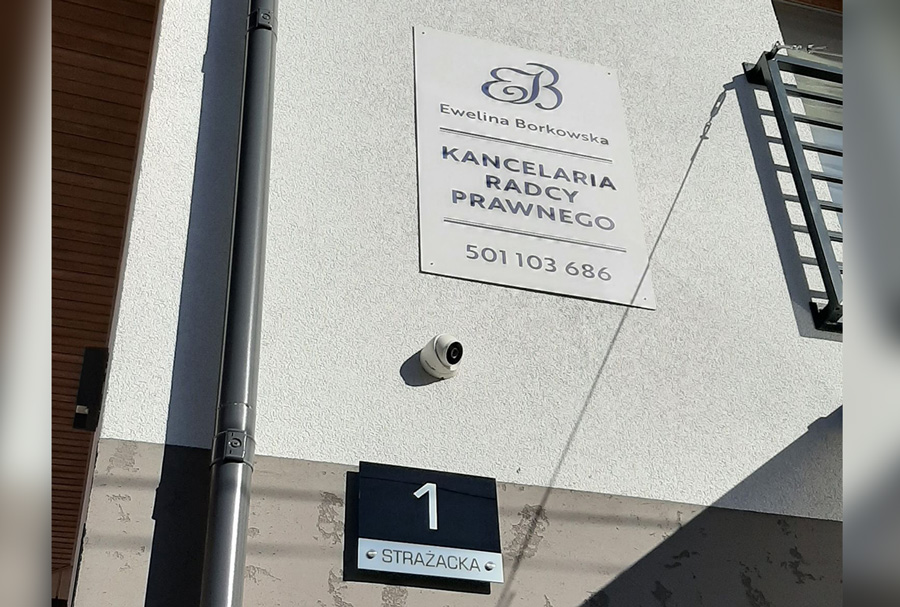 EB
Ewelina Borkowska
KANCELARIA
RADCY
PRAWNEGO
501 103 686
1
STRAŻACKA